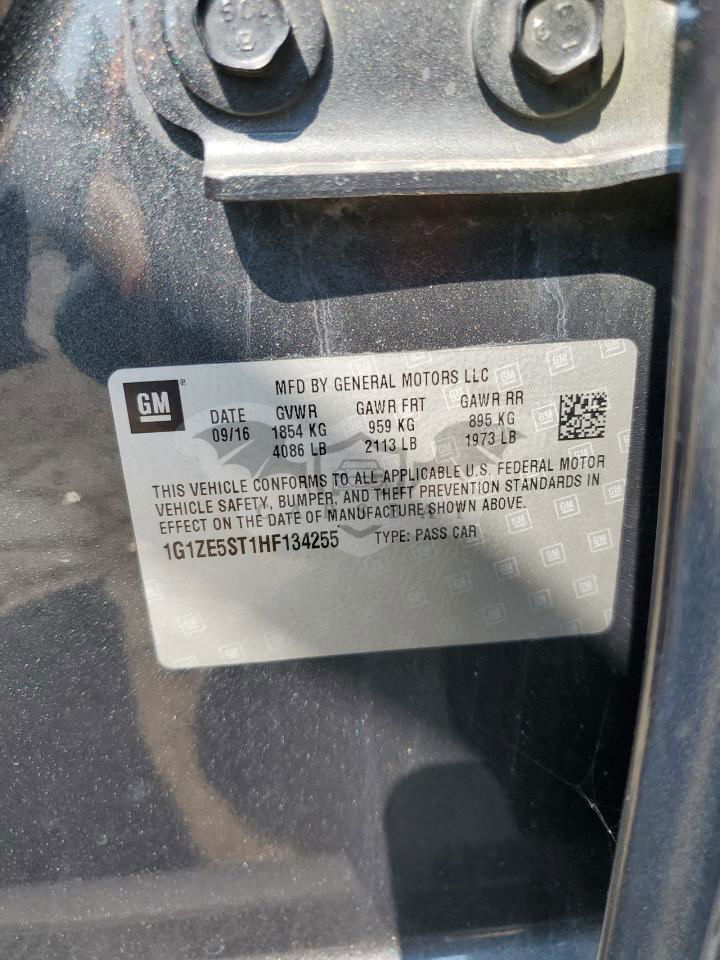 GM®
MFD BY GENERAL MOTORS LLC
DATE GVWR GAWR FRT GAWR RR
09/16 1854 KG 959 KG 895 KG
4086 LB 2113 LB 1973 LB
THIS VEHICLE CONFORMS TO ALL APPLICABLE U.S. FEDERAL MOTOR
VEHICLE SAFETY, BUMPER, AND THEFT PREVENTION STANDARDS IN
EFFECT ON THE DATE OF MANUFACTURE SHOWN ABOVE.
1G1ZE5ST1HF134255 TYPE: PASS CAR